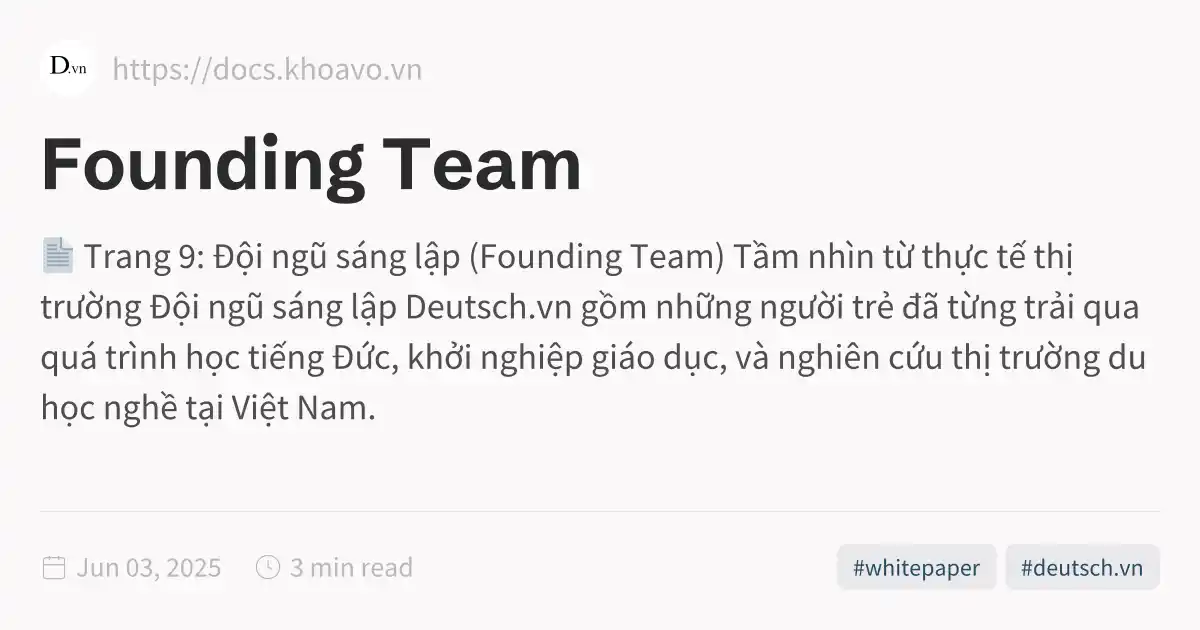 D.vn https://docs.khoavo.vn
Founding Team
📄 Trang 9: Đội ngũ sáng lập (Founding Team) Tầm nhìn từ thực tế thị
trường Đội ngũ sáng lập Deutsch.vn gồm những người trẻ đã từng trải qua
quá trình học tiếng Đức, khởi nghiệp giáo dục, và nghiên cứu thị trường du
học nghề tại Việt Nam.
Jun 03, 2025 3 min read #whitepaper #deutsch.vn